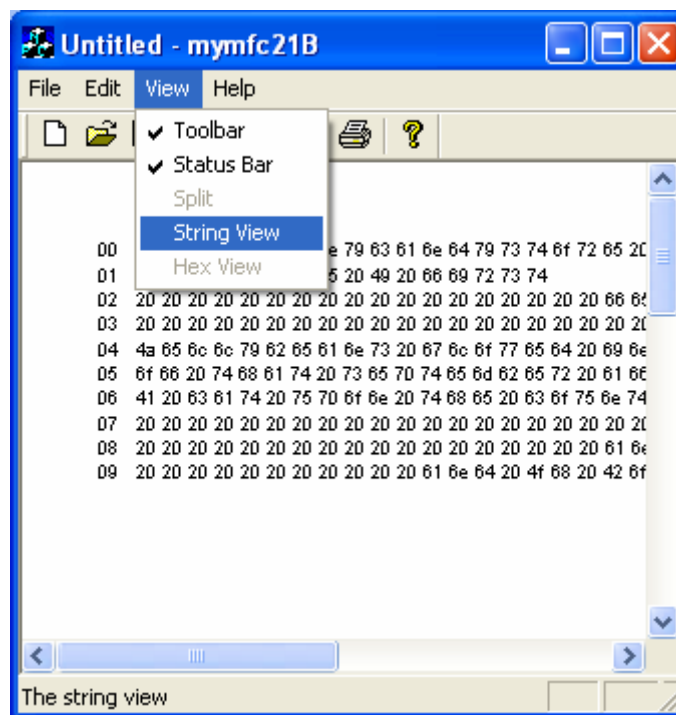 Untitled - mymfc21B
File Edit View Help
Toolbar
Status Bar
Split
String View
Hex View
00 79 63 61 6e 64 79 73 74 6f 72 65
01 20 49 20 66 69 72 73 74
02 20 20 20 20 20 20 20 20 20 20 20 20 20 20 20 20 20 20 66
03 20 20 20 20 20 20 20 20 20 20 20 20 20 20 20 20 20 20 20
04 4a 65 6c 6c 79 62 65 61 6e 73 20 67 6c 6f 77 65 64 20 69
05 6f 66 20 74 68 61 74 20 73 65 70 74 65 6d 62 65 72 20 61
06 41 20 63 61 74 20 75 70 6f 6e 20 74 68 65 20 63 6f 75 6e 74
07 20 20 20 20 20 20 20 20 20 20 20 20 20 20 20 20 20 20 20
08 20 20 20 20 20 20 20 20 20 20 20 20 20 20 20 20 20 20 61
09 20 20 20 20 20 20 20 20 20 20 20 61 6e 64 20 4f 68 20 42
The string view